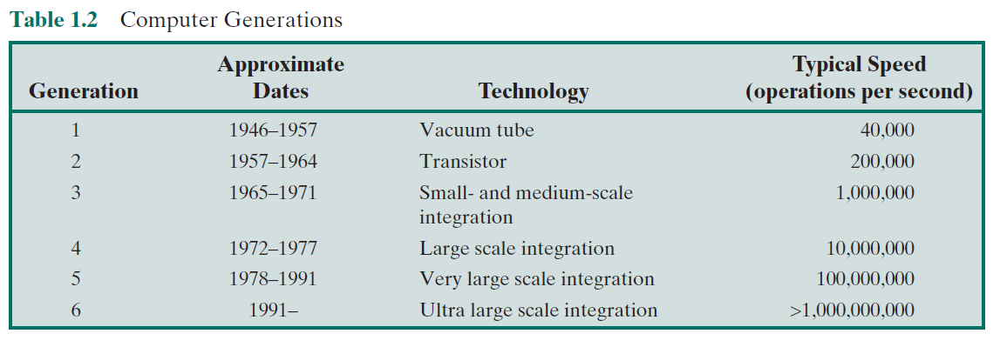 Table 1.2 Computer Generations
Approximate Typical Speed
Generation Dates Technology (operations per second)
1 1946–1957 Vacuum tube 40,000
2 1957–1964 Transistor 200,000
3 1965–1971 Small- and medium-scale 1,000,000
integration
4 1972–1977 Large scale integration 10,000,000
5 1978–1991 Very large scale integration 100,000,000
6 1991– Ultra large scale integration >1,000,000,000